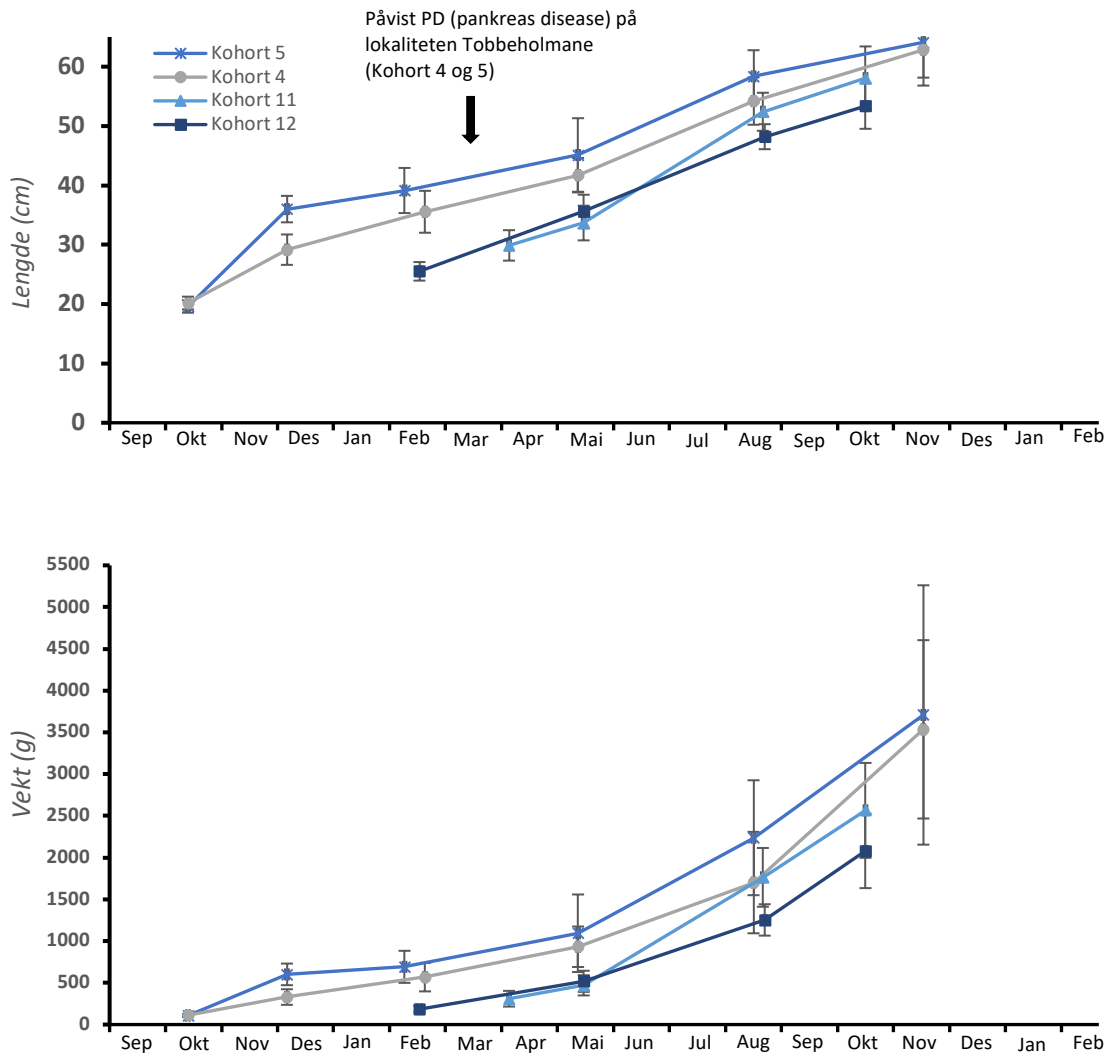 Påvist PD (pankreas disease) på
lokaliteten Tobbeholmane
(Kohort 4 og 5)
Kohort 5
Kohort 4
Kohort 11
Kohort 12
Lengde (cm)
60
50
40
30
20
10
0
Sep Okt Nov Des Jan Feb Mar Apr Mai Jun Jul Aug Sep Okt Nov Des Jan Feb
Vekt (g)
5500
5000
4500
4000
3500
3000
2500
2000
1500
1000
500
0
Sep Okt Nov Des Jan Feb Mar Apr Mai Jun Jul Aug Sep Okt Nov Des Jan Feb